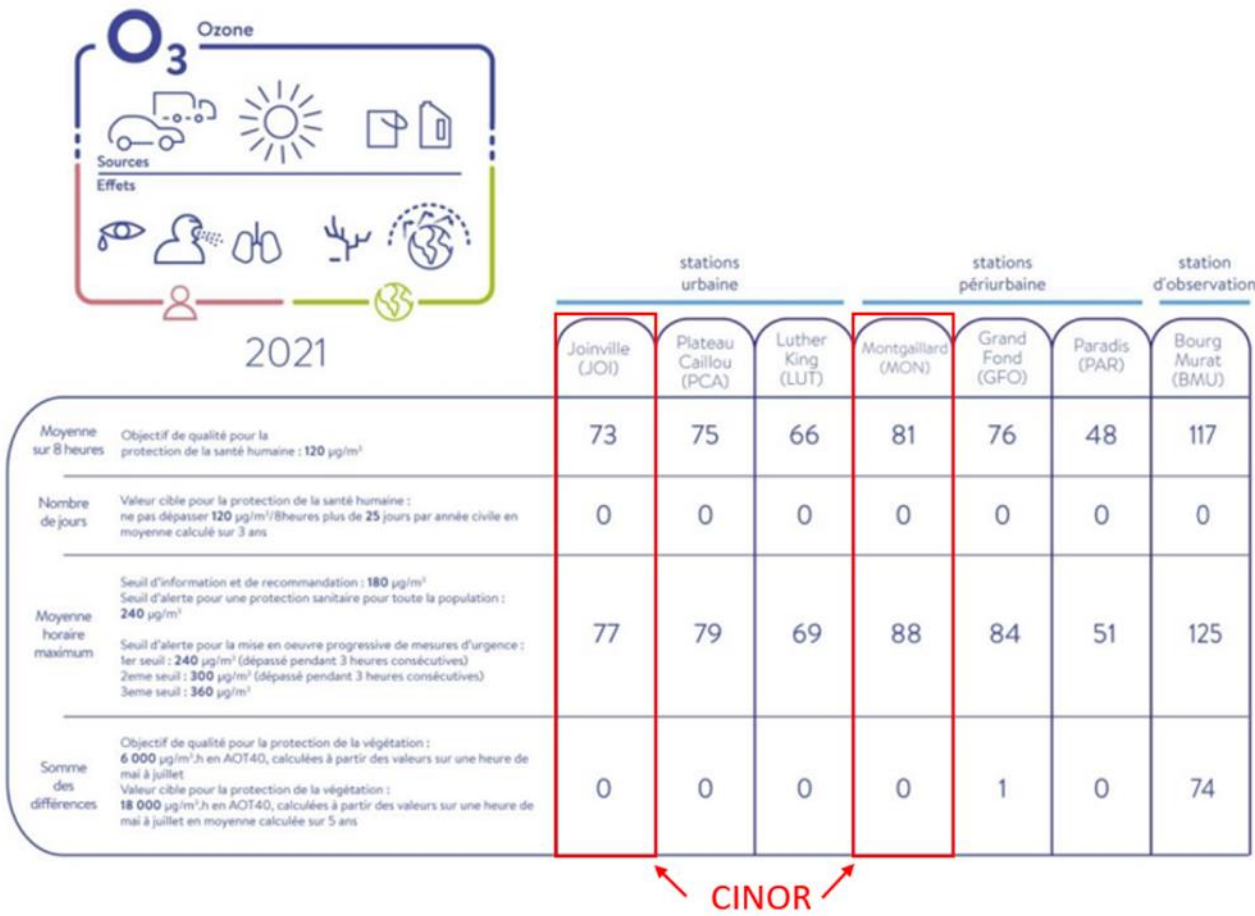 O3 Ozone
Sources
Effets
2021
stations
urbaine
stations
périurbaine
station
d'observation
Joinville
(JOI)
Plateau
Caillou
(PCA)
Luther
King
(LUT)
Montgaillard
(MON)
Grand
Fond
(GFO)
Paradis
(PAR)
Bourg
Murat
(BMU)
Moyenne
sur 8 heures
Objectif de qualité pour la
protection de la santé humaine : 120 µg/m³
73 75 66 81 76 48 117
Nombre
de jours
Valeur cible pour la protection de la santé humaine :
ne pas dépasser 120 µg/m³/8heures plus de 25 jours par année civile en
moyenne calculé sur 3 ans
0 0 0 0 0 0 0
Moyenne
horaire
maximum
Seuil d'information et de recommandation : 180 µg/m³
Seuil d'alerte pour une protection sanitaire pour toute la population :
240 µg/m³
Seuil d'alerte pour la mise en oeuvre progressive de mesures d'urgence :
1er seuil : 240 µg/m³ (dépassé pendant 3 heures consécutives)
2eme seuil : 300 µg/m³ (dépassé pendant 3 heures consécutives)
3eme seuil : 360 µg/m³
77 79 69 88 84 51 125
Somme
des
différences
Objectif de qualité pour la protection de la végétation :
6 000 µg/m³.h en AOT40, calculées à partir des valeurs sur une heure de
mai à juillet
Valeur cible pour la protection de la végétation :
18 000 µg/m³.h en AOT40, calculées à partir des valeurs sur une heure de
mai à juillet en moyenne calculée sur 5 ans
0 0 0 0 1 0 74
CINOR